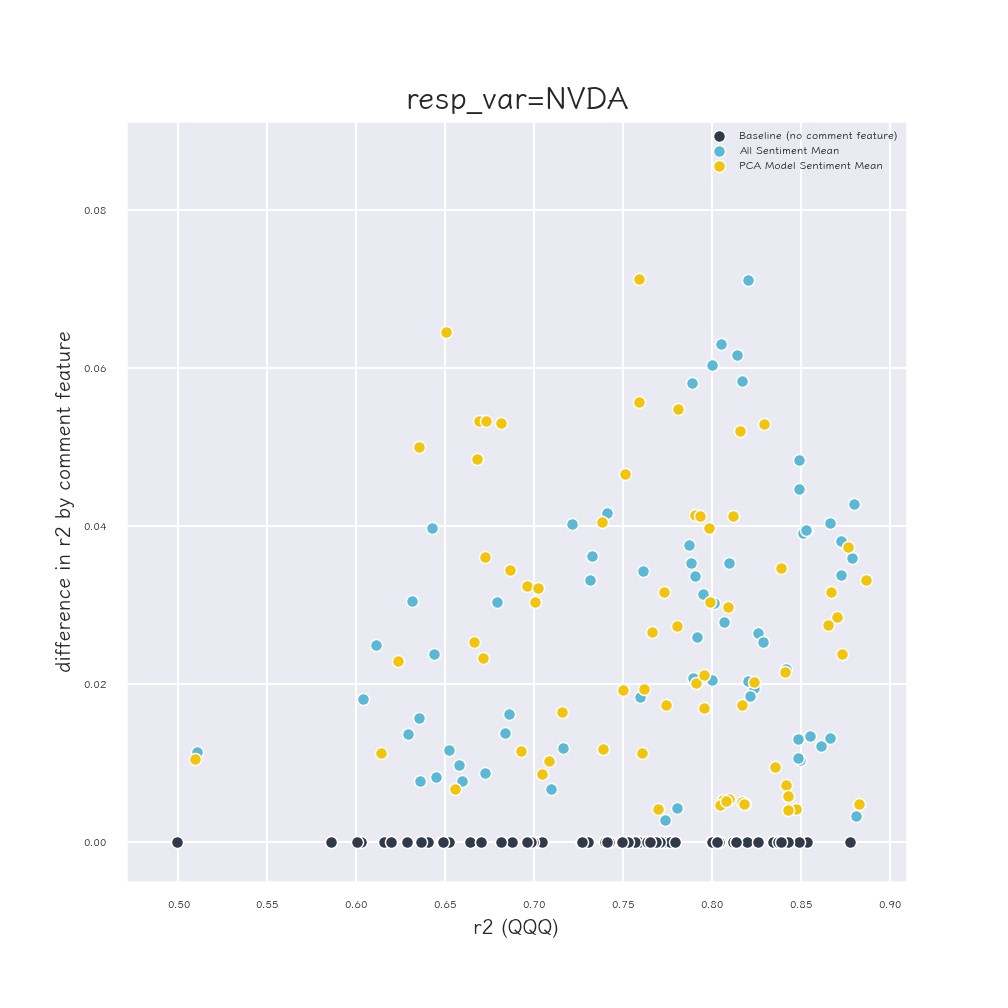 resp_var=NVDA
Baseline (no comment feature)
All Sentiment Mean
PCA Model Sentiment Mean
0.08
0.06
0.04
0.02
0.00
difference in r2 by comment feature
0.50 0.55 0.60 0.65 0.70 0.75 0.80 0.85 0.90
r2 (QQQ)